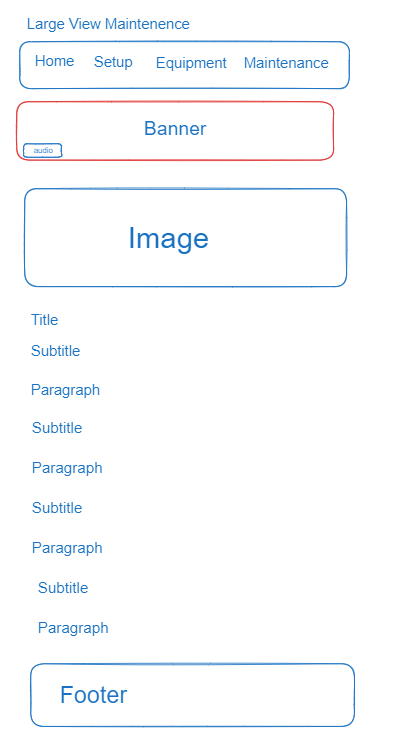 Large View Maintenence
Home Setup Equipment Maintenance
Banner
audio
Image
Title
Subtitle
Paragraph
Subtitle
Paragraph
Subtitle
Paragraph
Subtitle
Paragraph
Footer